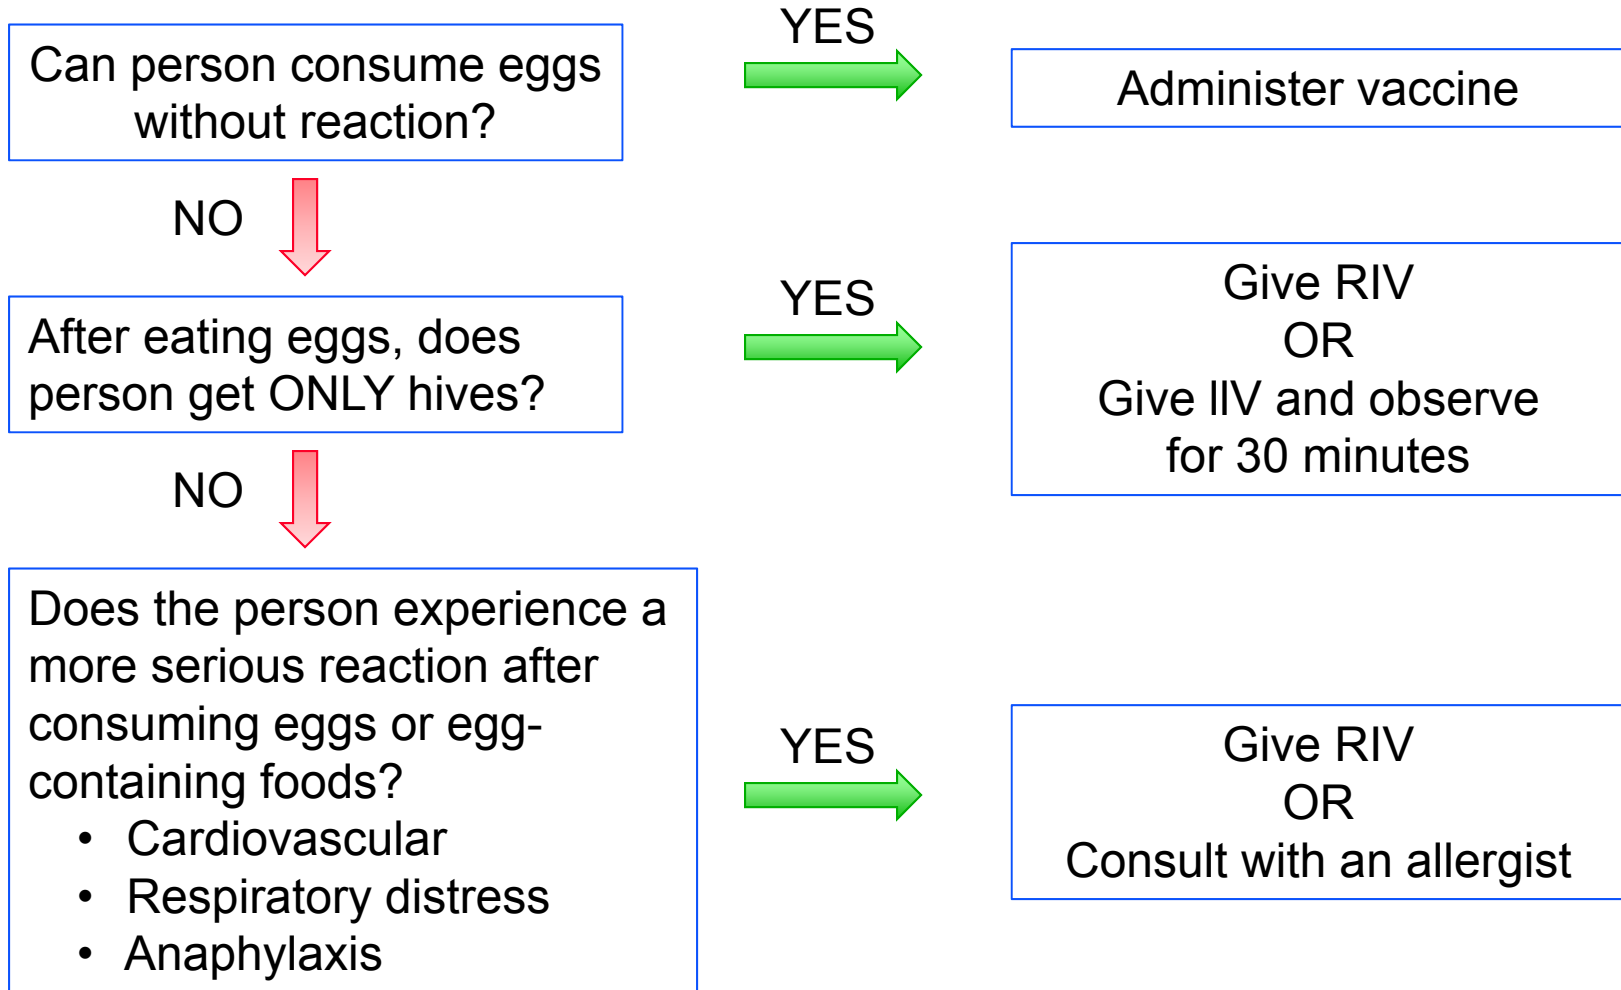 Can person consume eggs
without reaction?
YES
Administer vaccine
NO
After eating eggs, does
person get ONLY hives?
YES
Give RIV
OR
Give IIV and observe
for 30 minutes
NO
Does the person experience a
more serious reaction after
consuming eggs or egg-
containing foods?
• Cardiovascular
• Respiratory distress
• Anaphylaxis
YES
Give RIV
OR
Consult with an allergist